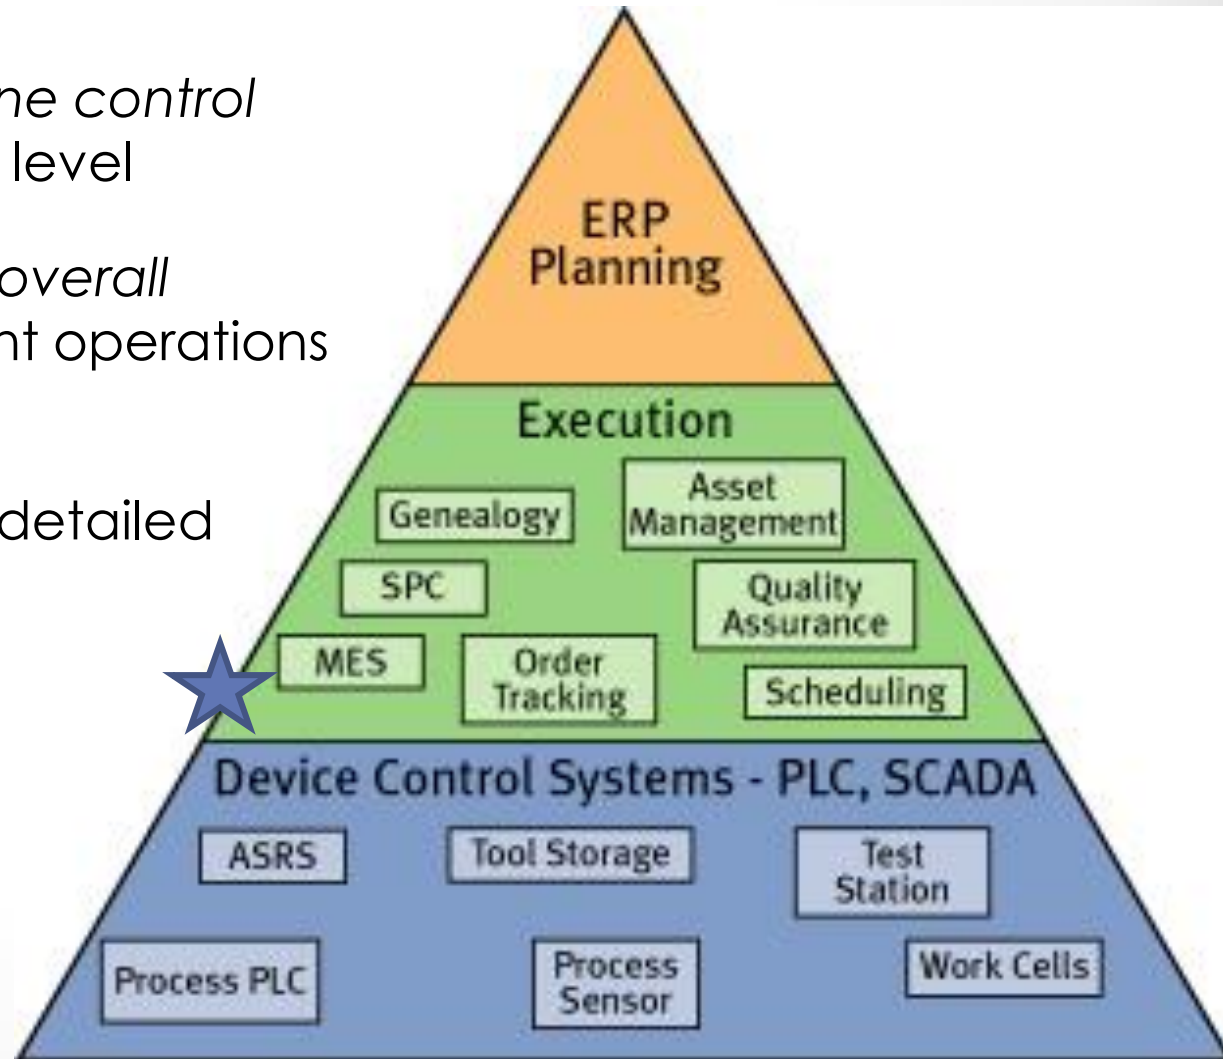 ne control
level
overall
nt operations
detailed
ERP
Planning
Execution
Genealogy
Asset
Management
SPC
Quality
Assurance
MES
Order
Tracking
Scheduling
Device Control Systems - PLC, SCADA
ASRS
Tool Storage
Test
Station
Process PLC
Process
Sensor
Work Cells